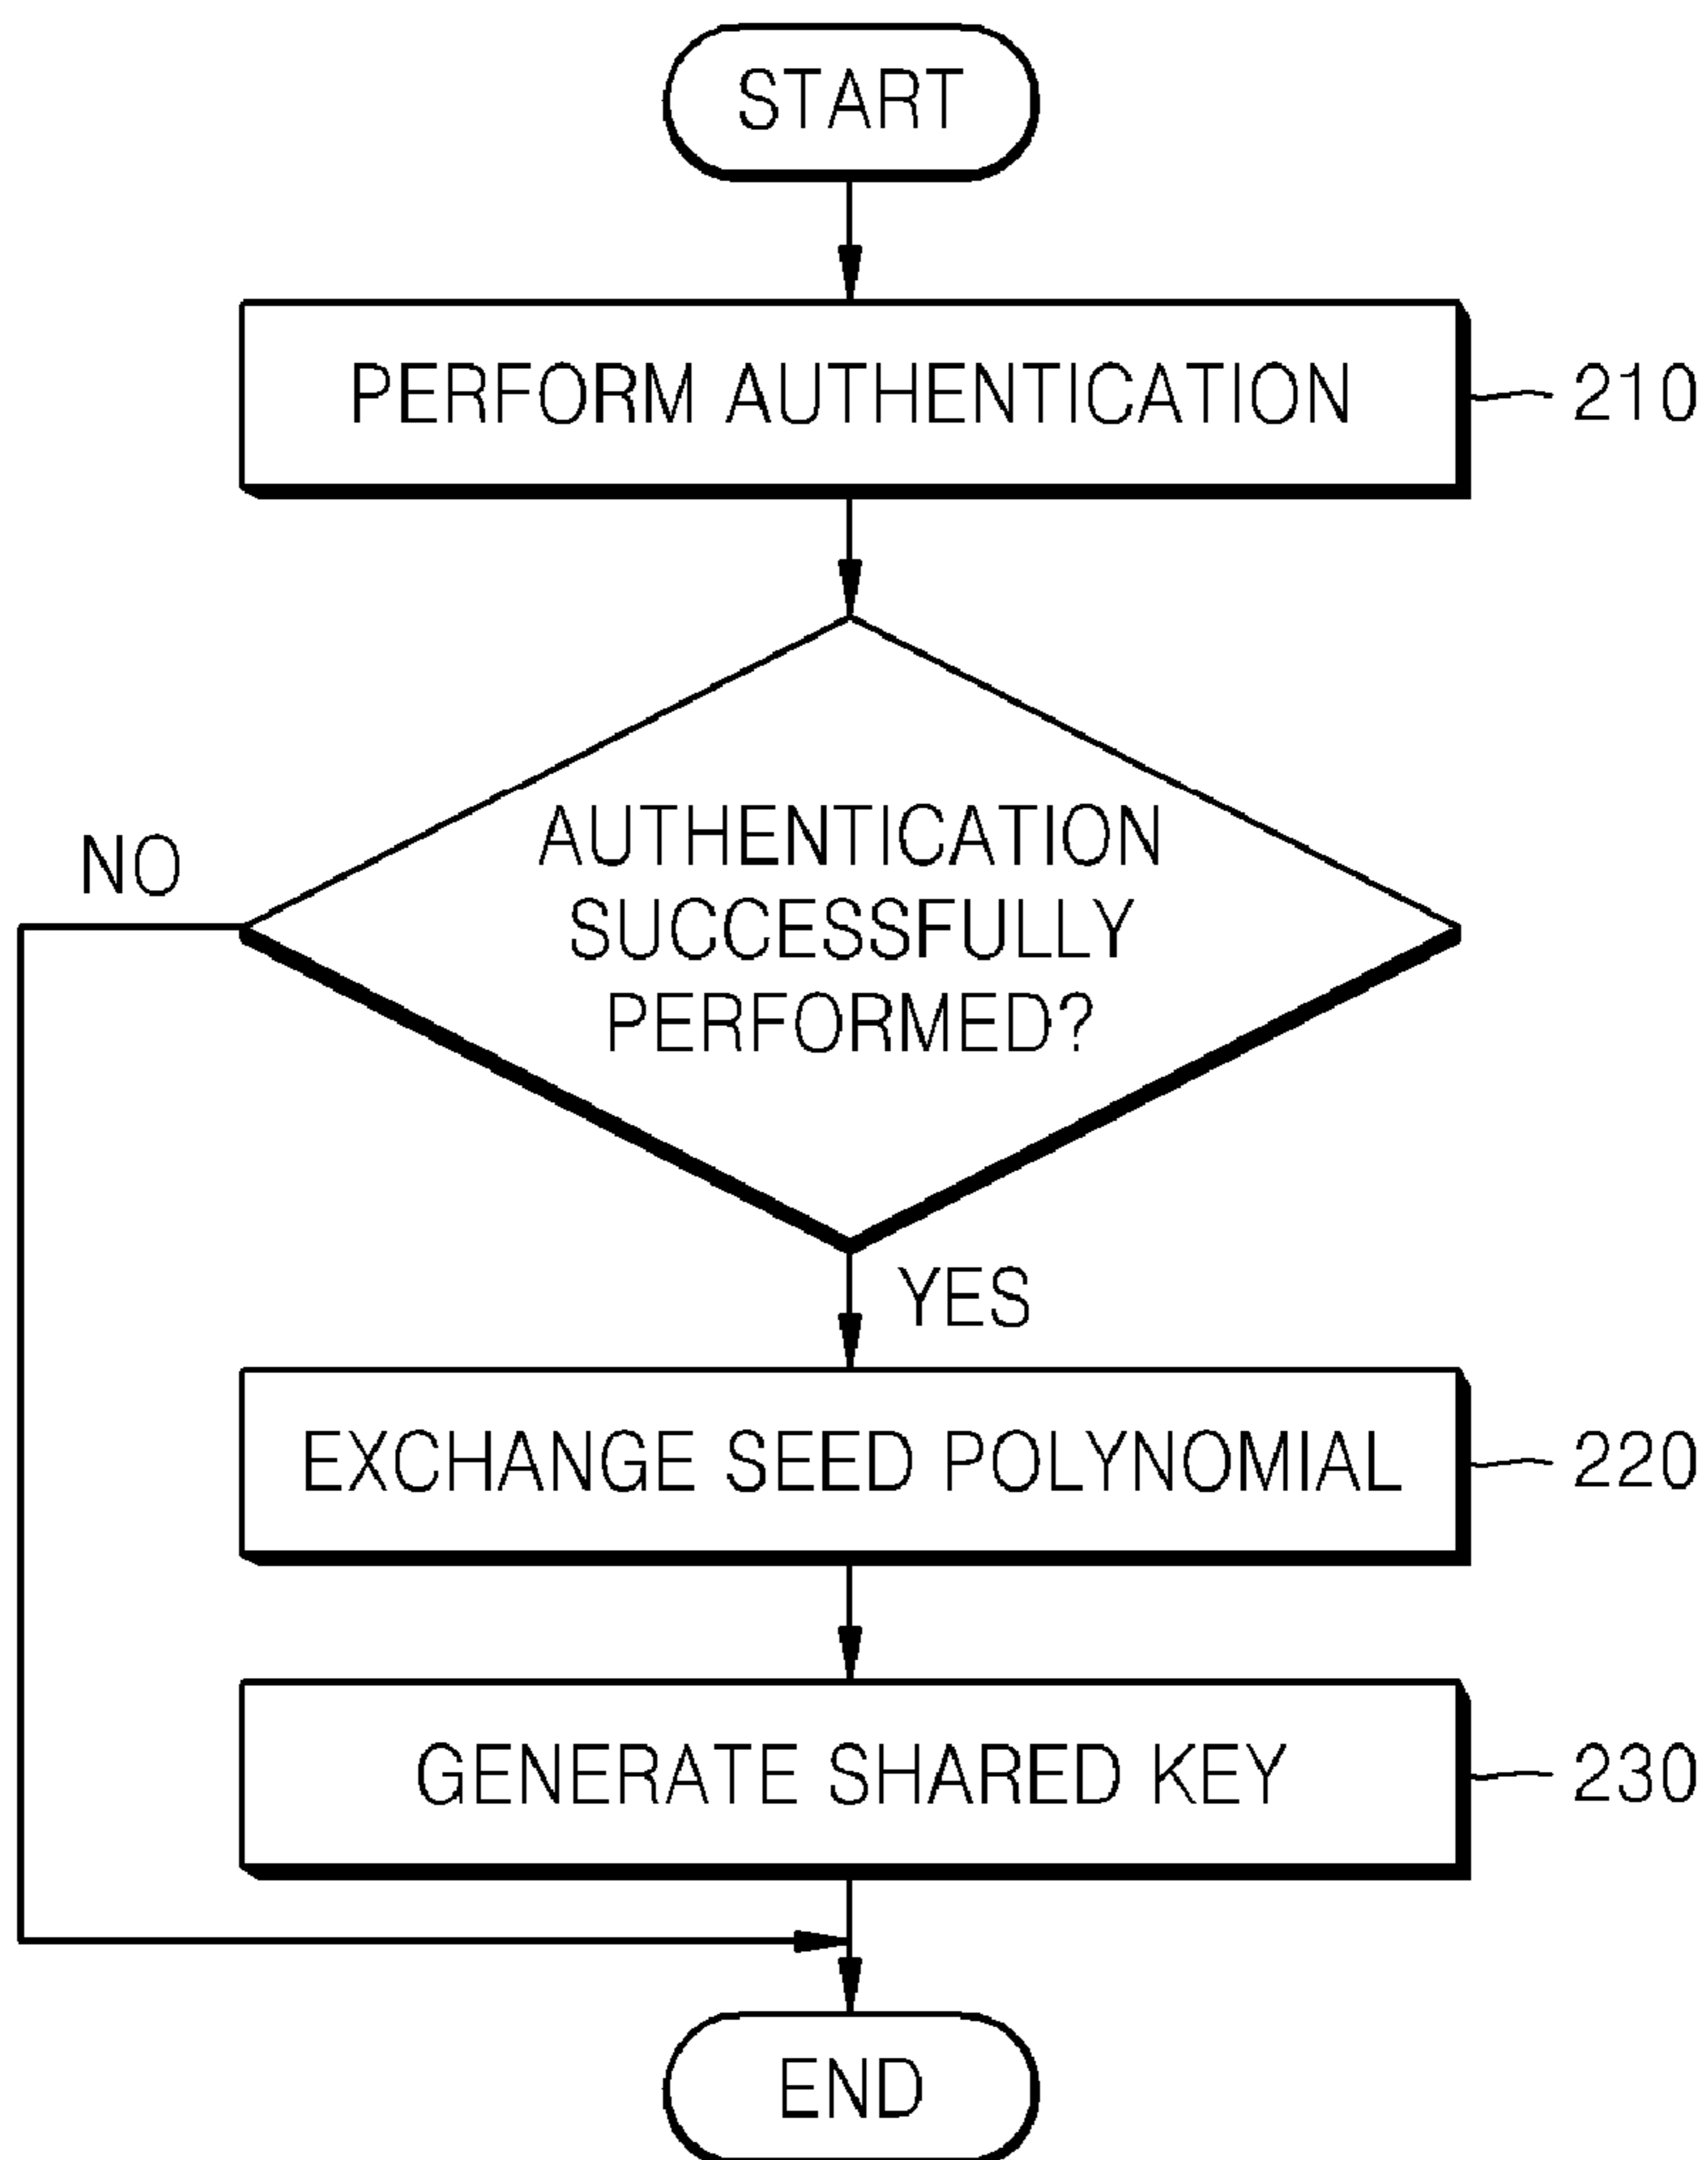 START
PERFORM AUTHENTICATION
210
AUTHENTICATION
SUCCESSFULLY
PERFORMED?
NO
YES
EXCHANGE SEED POLYNOMIAL
220
GENERATE SHARED KEY
230
END